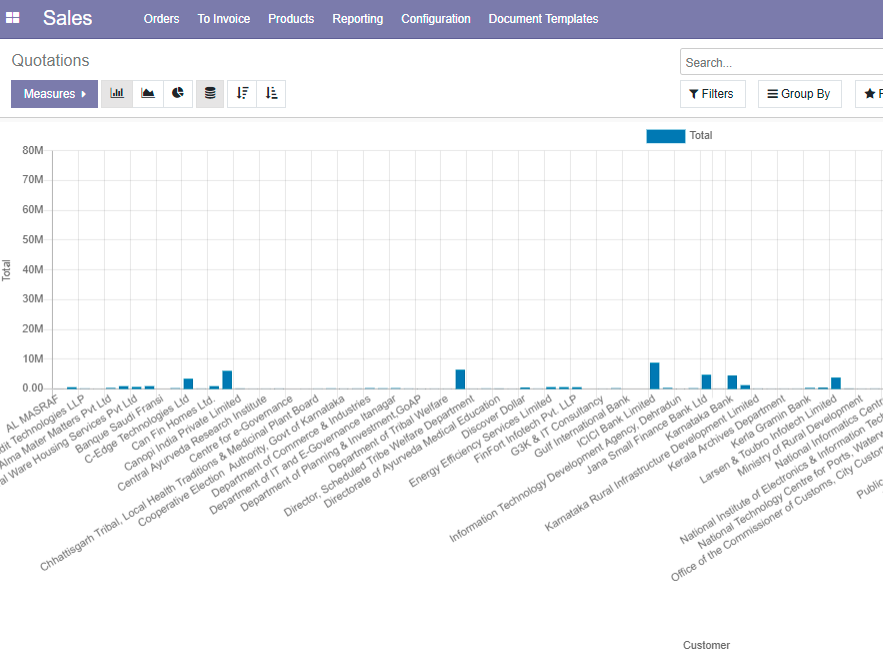 Sales Orders To Invoice Products Reporting Configuration Document Templates
Quotations
Search...
Measures
Filters
Group By
F
Total
80M
70M
60M
50M
40M
30M
20M
10M
0.00
Total
AL MASRAF
dit Technologies LLP
Alma Mater Matters Pvt Ltd
al Ware Housing Services Pvt Ltd
Banque Saudi Fransi
C-Edge Technologies Ltd
Can Fin Homes Ltd.
Canopi India Private Limited
Central Ayurveda Research Institute
Centre for e-Governance
Chhattisgarh Tribal, Local Health Traditions & Medicinal Plant Board
Cooperative Election Authority, Govt of Karnataka
Department of Commerce & Industries
Department of IT and E-Governance Itanagar
Department of Planning & Investment,GoAP
Department of Tribal Welfare
Director, Scheduled Tribe Welfare Department
Directorate of Ayurveda Medical Education
Discover Dollar
Energy Efficiency Services Limited
FinFort Infotech Pvt. LLP
G3K & IT Consultancy
Gulf International Bank
ICICI Bank Limited
Information Technology Development Agency, Dehradun
Jana Small Finance Bank Ltd
Karnataka Bank
Karnataka Rural Infrastructure Development Limited
Kerala Archives Department
Kerla Gramin Bank
Larsen & Toubro Infotech Limited
Ministry of Rural Development
National Informatics Centr
National Institute of Electronics & Information Tec
National Technology Centre for Ports, Waterw
Office of the Commissioner of Customs, City Custom
Public
Customer